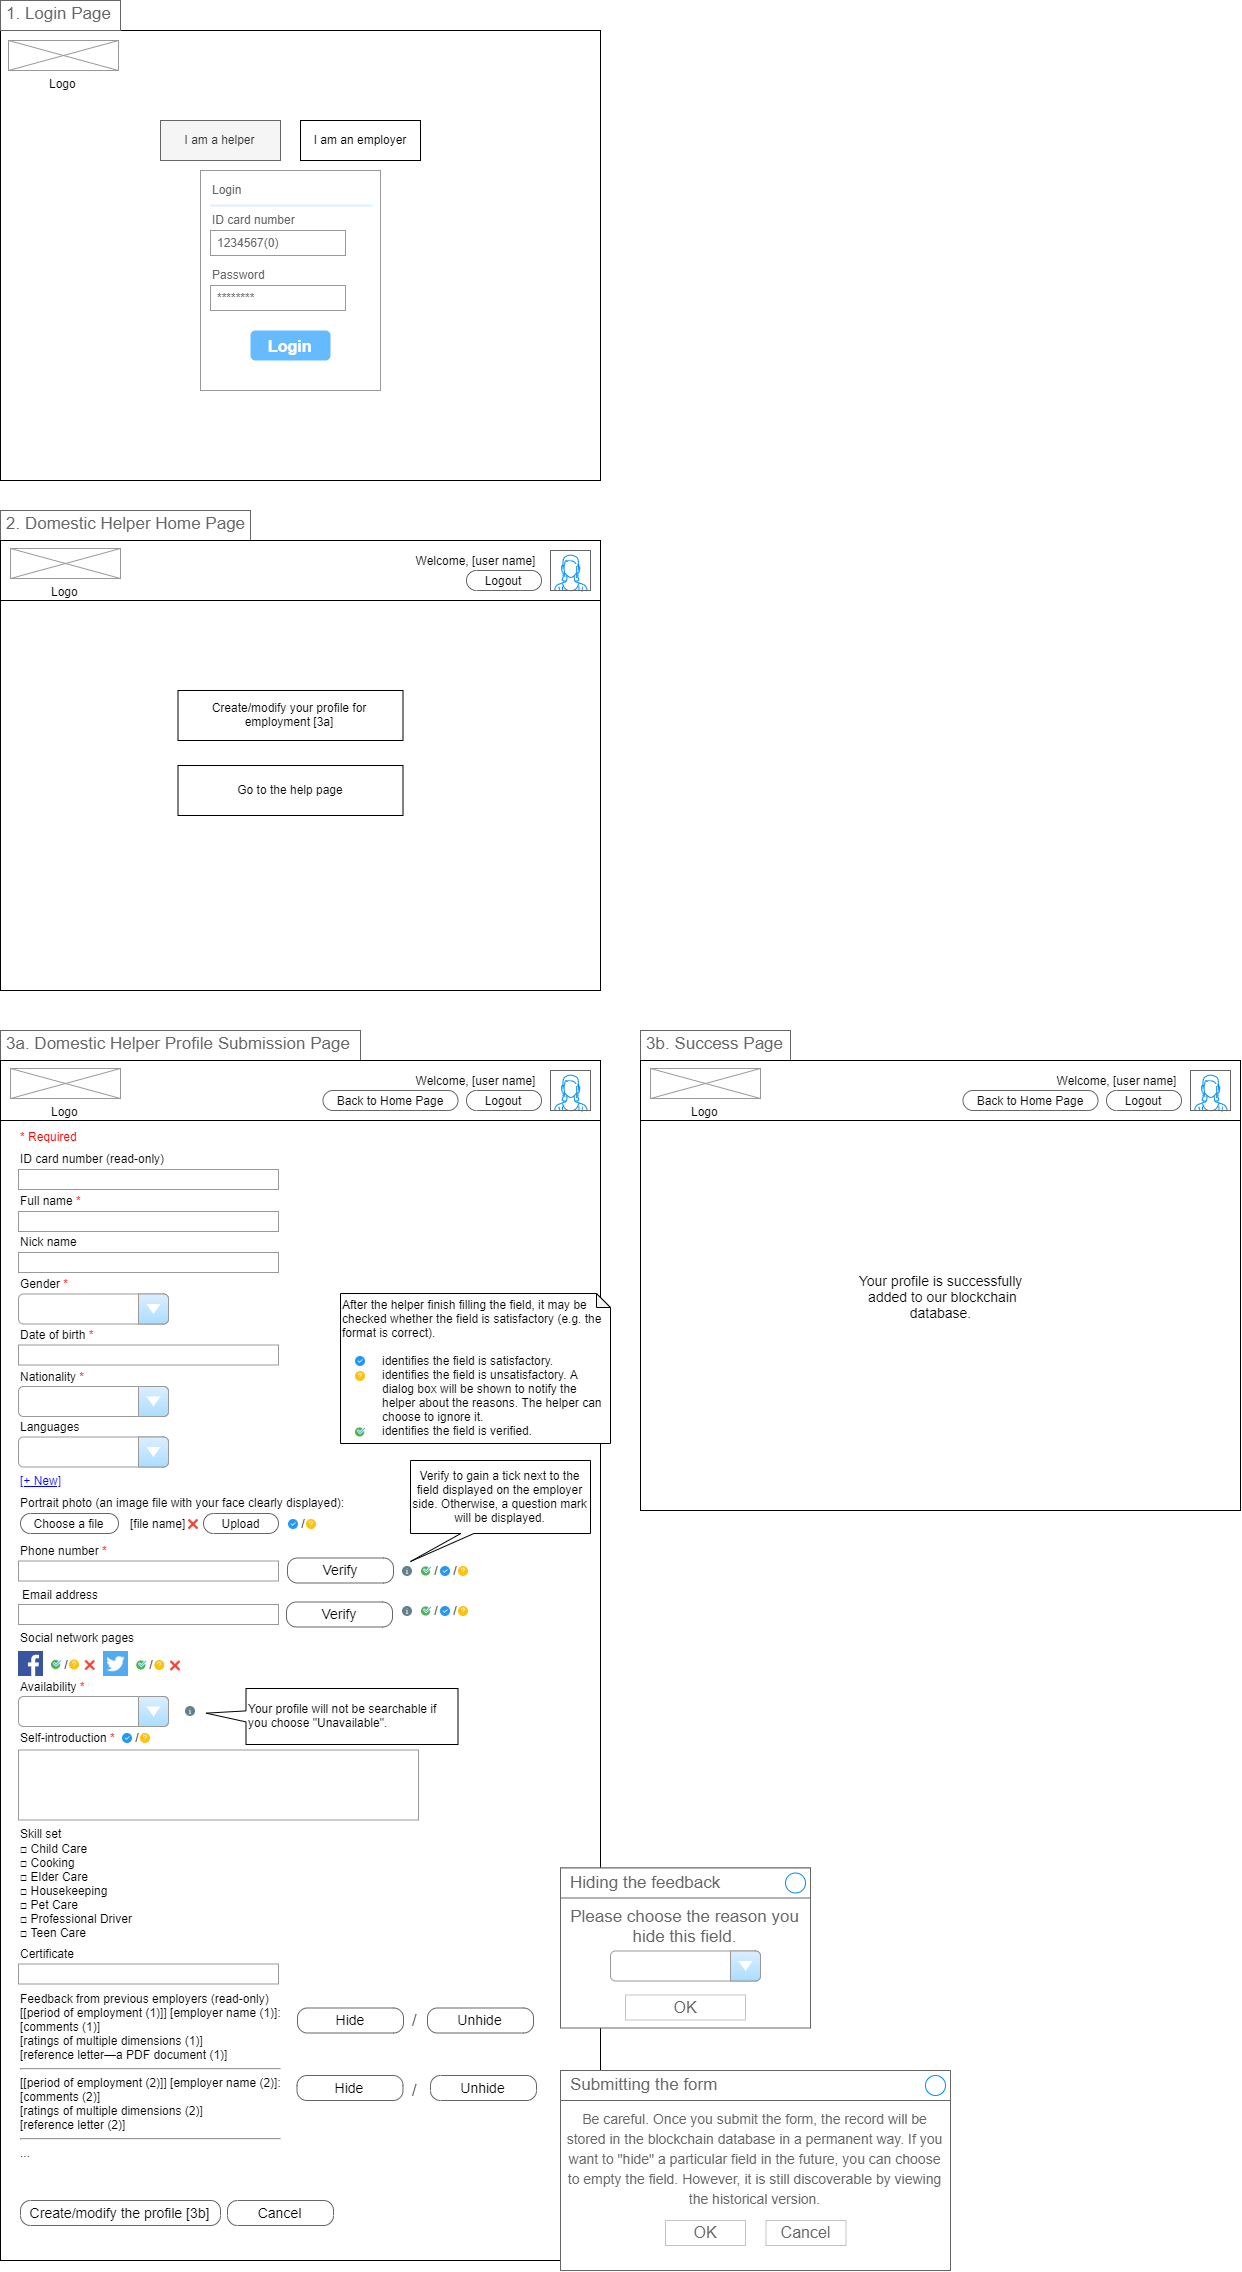 1. Login Page
Logo
I am a helper
I am an employer
Login
ID card number
1234567(0)
Password
********
Login
2. Domestic Helper Home Page
Logo
Welcome, [user name]
Logout
Create/modify your profile for
employment [3a]
Go to the help page
3a. Domestic Helper Profile Submission Page
Logo
Welcome, [user name]
Back to Home Page
Logout
* Required
ID card number (read-only)
Full name *
Nick name
Gender *
Date of birth *
Nationality *
Languages
[+ New]
After the helper finish filling the field, it may be
checked whether the field is satisfactory (e.g. the
format is correct).
identifies the field is satisfactory.
identifies the field is unsatisfactory. A
dialog box will be shown to notify the
helper about the reasons. The helper can
choose to ignore it.
identifies the field is verified.
Verify to gain a tick next to the
field displayed on the employer
side. Otherwise, a question mark
will be displayed.
Portrait photo (an image file with your face clearly displayed):
Choose a file
[file name]
Upload
/
Phone number *
Verify
/ /
Email address
Verify
/ /
Social network pages
/
/
Availability *
Your profile will not be searchable if
you choose "Unavailable".
Self-introduction * /
Skill set
□ Child Care
□ Cooking
□ Elder Care
□ Housekeeping
□ Pet Care
□ Professional Driver
□ Teen Care
Certificate
Feedback from previous employers (read-only)
[[period of employment (1)]] [employer name (1)]:
[comments (1)]
[ratings of multiple dimensions (1)]
[reference letter—a PDF document (1)]
Hide / Unhide
[[period of employment (2)]] [employer name (2)]:
[comments (2)]
[ratings of multiple dimensions (2)]
[reference letter (2)]
Hide / Unhide
...
Create/modify the profile [3b]
Cancel
Hiding the feedback
Please choose the reason you
hide this field.
OK
Submitting the form
Be careful. Once you submit the form, the record will be
stored in the blockchain database in a permanent way. If you
want to "hide" a particular field in the future, you can choose
to empty the field. However, it is still discoverable by viewing
the historical version.
OK
Cancel
3b. Success Page
Logo
Welcome, [user name]
Back to Home Page
Logout
Your profile is successfully
added to our blockchain
database.